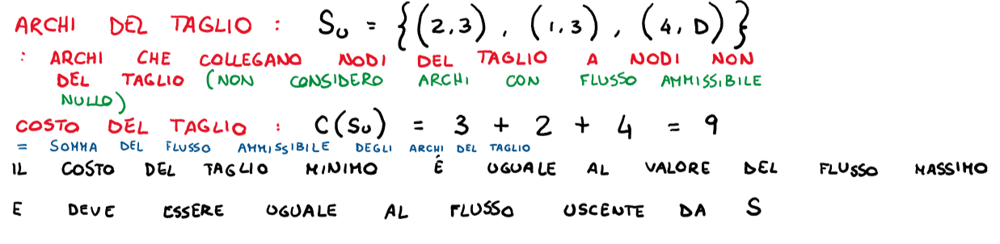 ARCHI DEL TAGLIO : Su = {(2,3), (1,3), (4,D)}
: ARCHI CHE COLLEGANO NODI DEL TAGLIO A NODI NON
DEL TAGLIO (NON CONSIDERO ARCHI CON FLUSSO AMMISSIBILE
NULLO)
COSTO DEL TAGLIO : C(Su) = 3 + 2 + 4 = 9
= SOMMA DEL FLUSSO AMMISSIBILE DEGLI ARCHI DEL TAGLIO
IL COSTO DEL TAGLIO MINIMO É UGUALE AL VALORE DEL FLUSSO MASSIMO
E DEVE ESSERE UGUALE AL FLUSSO USCENTE DA S